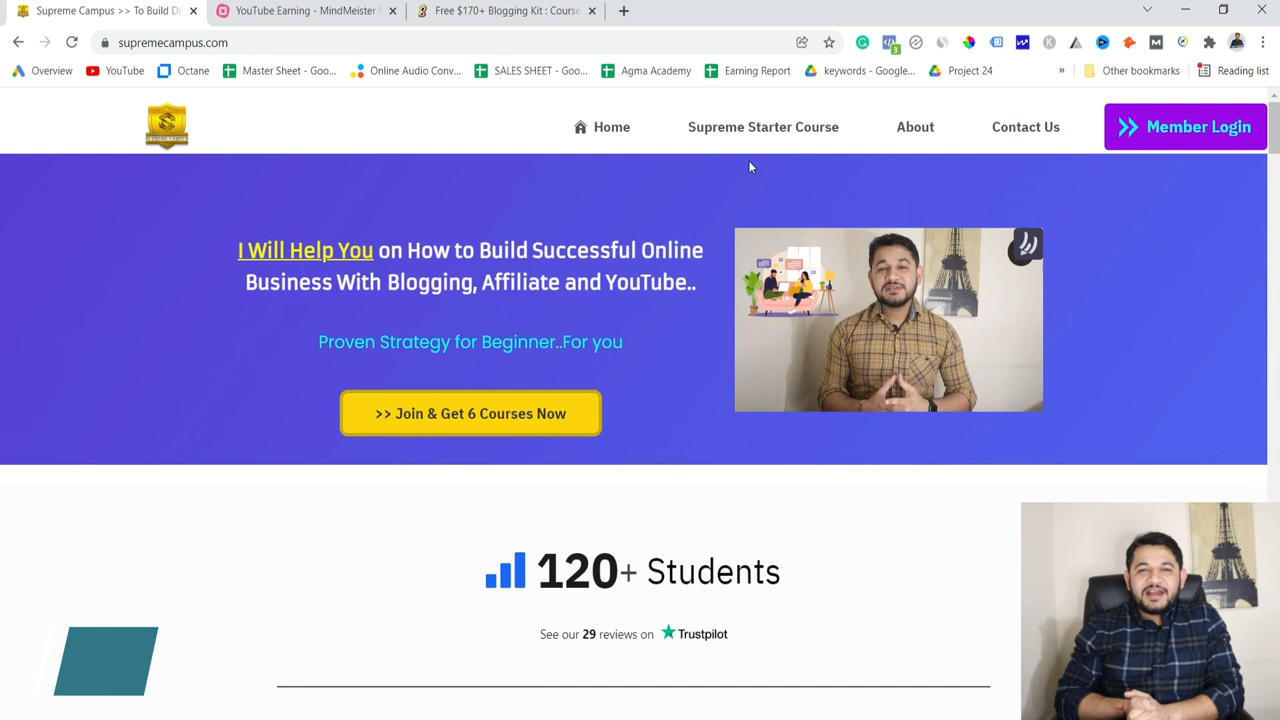 Supreme Campus >> To Build Di
YouTube Earning - MindMeister
Free $170+ Blogging Kit : Course
supremecampus.com
3
Overview
YouTube
Octane
Master Sheet - Goo...
Online Audio Conv...
SALES SHEET - Goo...
Agma Academy
Earning Report
keywords - Google...
Project 24
»
Other bookmarks
Reading list
Home
Supreme Starter Course
About
Contact Us
Member Login
I Will Help You on How to Build Successful Online
Business With Blogging, Affiliate and YouTube..
Proven Strategy for Beginner..For you
>> Join & Get 6 Courses Now
120+ Students
See our 29 reviews on Trustpilot